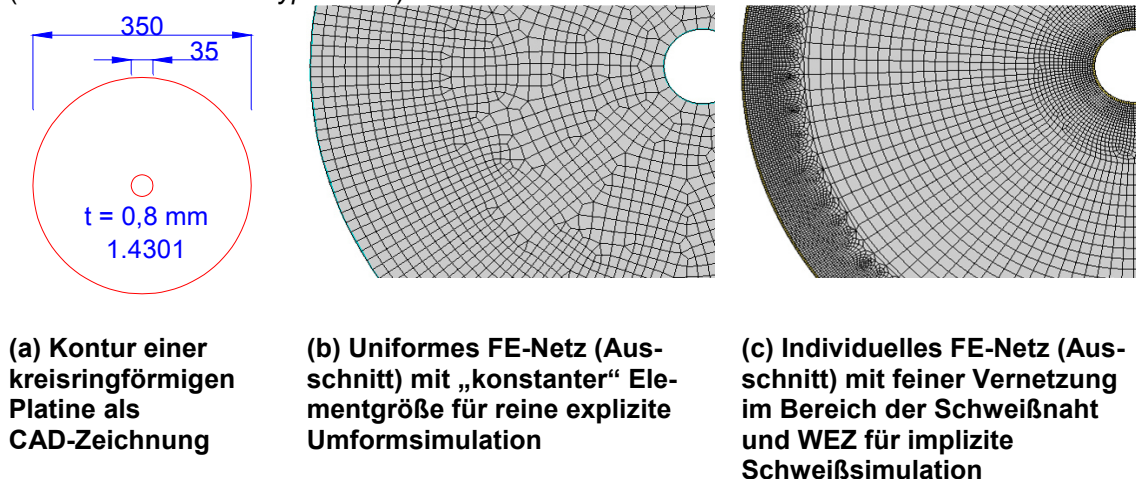 350
35
t = 0,8 mm
1.4301
(a) Kontur einer
kreisringförmigen
Platine als
CAD-Zeichnung
(b) Uniformes FE-Netz (Aus-
schnitt) mit „konstanter“ Ele-
mentgröße für reine explizite
Umformsimulation
(c) Individuelles FE-Netz (Aus-
schnitt) mit feiner Vernetzung
im Bereich der Schweißnaht
und WEZ für implizite
Schweißsimulation